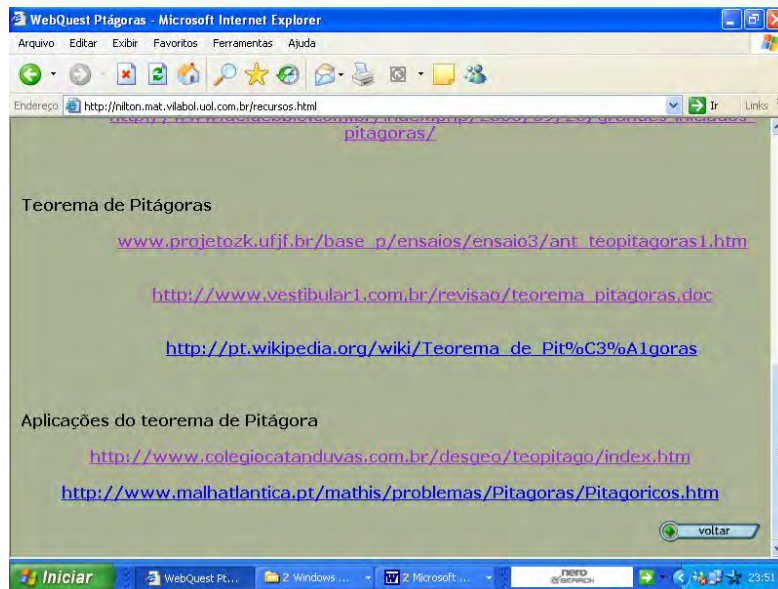 WebQuest Ptágoras - Microsoft Internet Explorer
Arquivo Editar Exibir Favoritos Ferramentas Ajuda
Endereço http://nilton.mat.vilabol.uol.com.br/recursos.html Ir Links
pitagoras/
Teorema de Pitágoras
www.projetozk.ufjf.br/base_p/ensaios/ensaio3/ant_teopitagoras1.htm
http://www.vestibular1.com.br/revisao/teorema_pitagoras.doc
http://pt.wikipedia.org/wiki/Teorema_de_Pit%C3%A1goras
Aplicações do teorema de Pitágora
http://www.colegiocatanduvas.com.br/desgeo/teopitago/index.htm
http://www.malhatlantica.pt/mathis/problemas/Pitagoras/Pitagoricos.htm
voltar
Iniciar WebQuest Pt... 2 Windows ... 2 Microsoft ... nero SEARCH 23:51